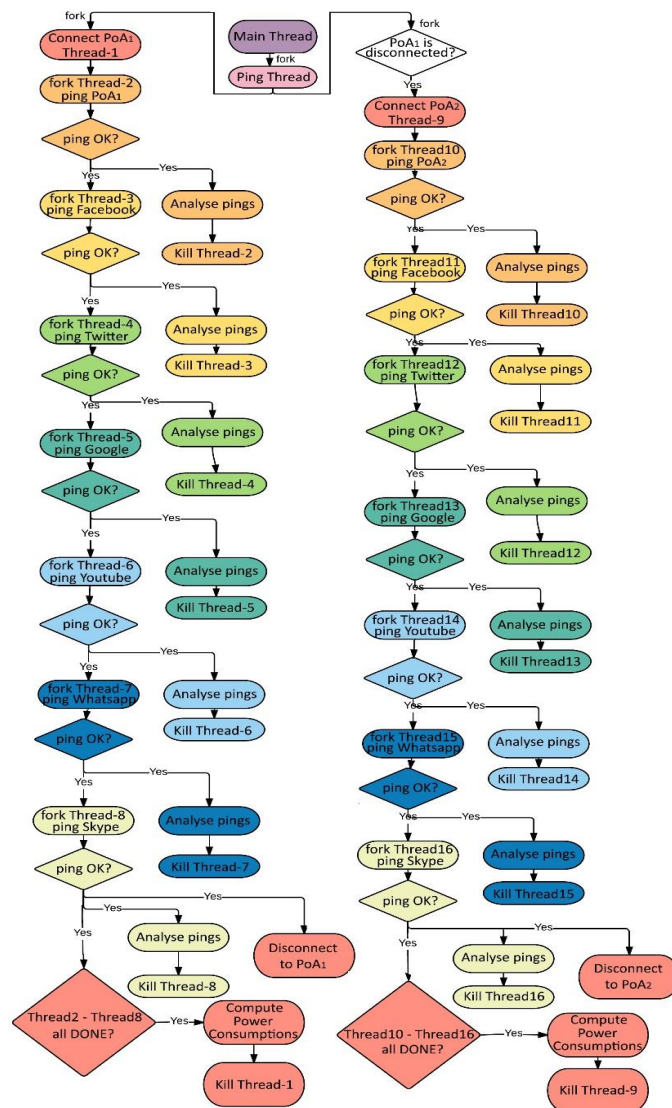 fork
fork
Connect PoA1
Thread-1
Main Thread
fork
Ping Thread
PoA1 is
disconnected?
Yes
fork Thread-2
ping PoA1
ping OK?
Yes
Yes
fork Thread-3
ping Facebook
Analyse pings
Kill Thread-2
ping OK?
Yes
Yes
fork Thread-4
ping Twitter
Analyse pings
Kill Thread-3
ping OK?
Yes
Yes
fork Thread-5
ping Google
Analyse pings
Kill Thread-4
ping OK?
Yes
Yes
fork Thread-6
ping Youtube
Analyse pings
Kill Thread-5
ping OK?
Yes
Yes
fork Thread-7
ping Whatsapp
Analyse pings
Kill Thread-6
ping OK?
Yes
Yes
fork Thread-8
ping Skype
Analyse pings
Kill Thread-7
ping OK?
Yes
Yes
Yes
Analyse pings
Kill Thread-8
Disconnect
to PoA1
Thread2 - Thread8
all DONE?
Yes
Compute
Power
Consumptions
Kill Thread-1
Connect PoA2
Thread-9
fork Thread10
ping PoA2
ping OK?
Yes
Yes
fork Thread11
ping Facebook
Analyse pings
Kill Thread10
ping OK?
Yes
Yes
fork Thread12
ping Twitter
Analyse pings
Kill Thread11
ping OK?
Yes
Yes
fork Thread13
ping Google
Analyse pings
Kill Thread12
ping OK?
Yes
Yes
fork Thread14
ping Youtube
Analyse pings
Kill Thread13
ping OK?
Yes
Yes
fork Thread15
ping Whatsapp
Analyse pings
Kill Thread14
ping OK?
Yes
Yes
fork Thread16
ping Skype
Analyse pings
Kill Thread15
ping OK?
Yes
Yes
Yes
Analyse pings
Kill Thread16
Disconnect
to PoA2
Thread10 - Thread16
all DONE?
Yes
Compute
Power
Consumptions
Kill Thread-9